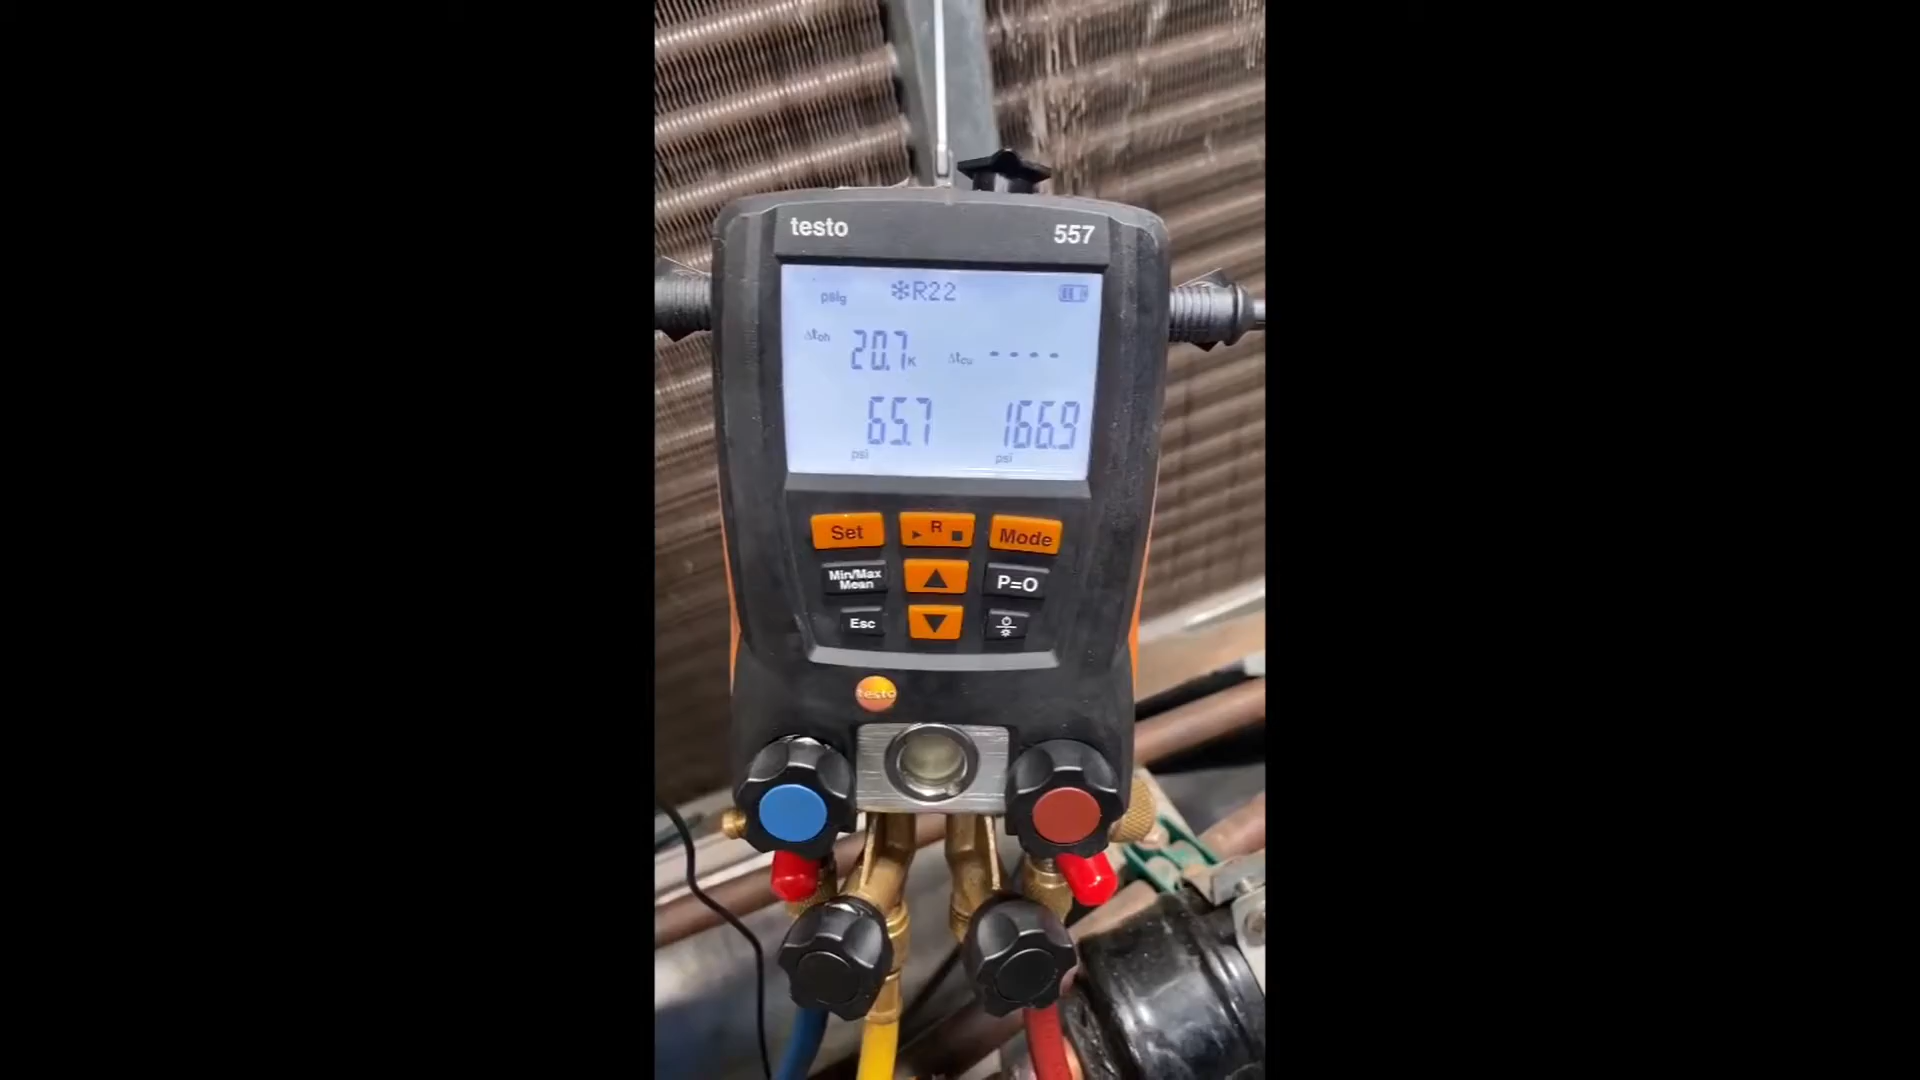 testo 557
psig ❄R22
Δtoh 20.7 K Δtcu ----
65.7 166.9
psi psi
Set ▶ R ■ Mode
Min/Max Mean ▲ P=O
Esc ▼
testo